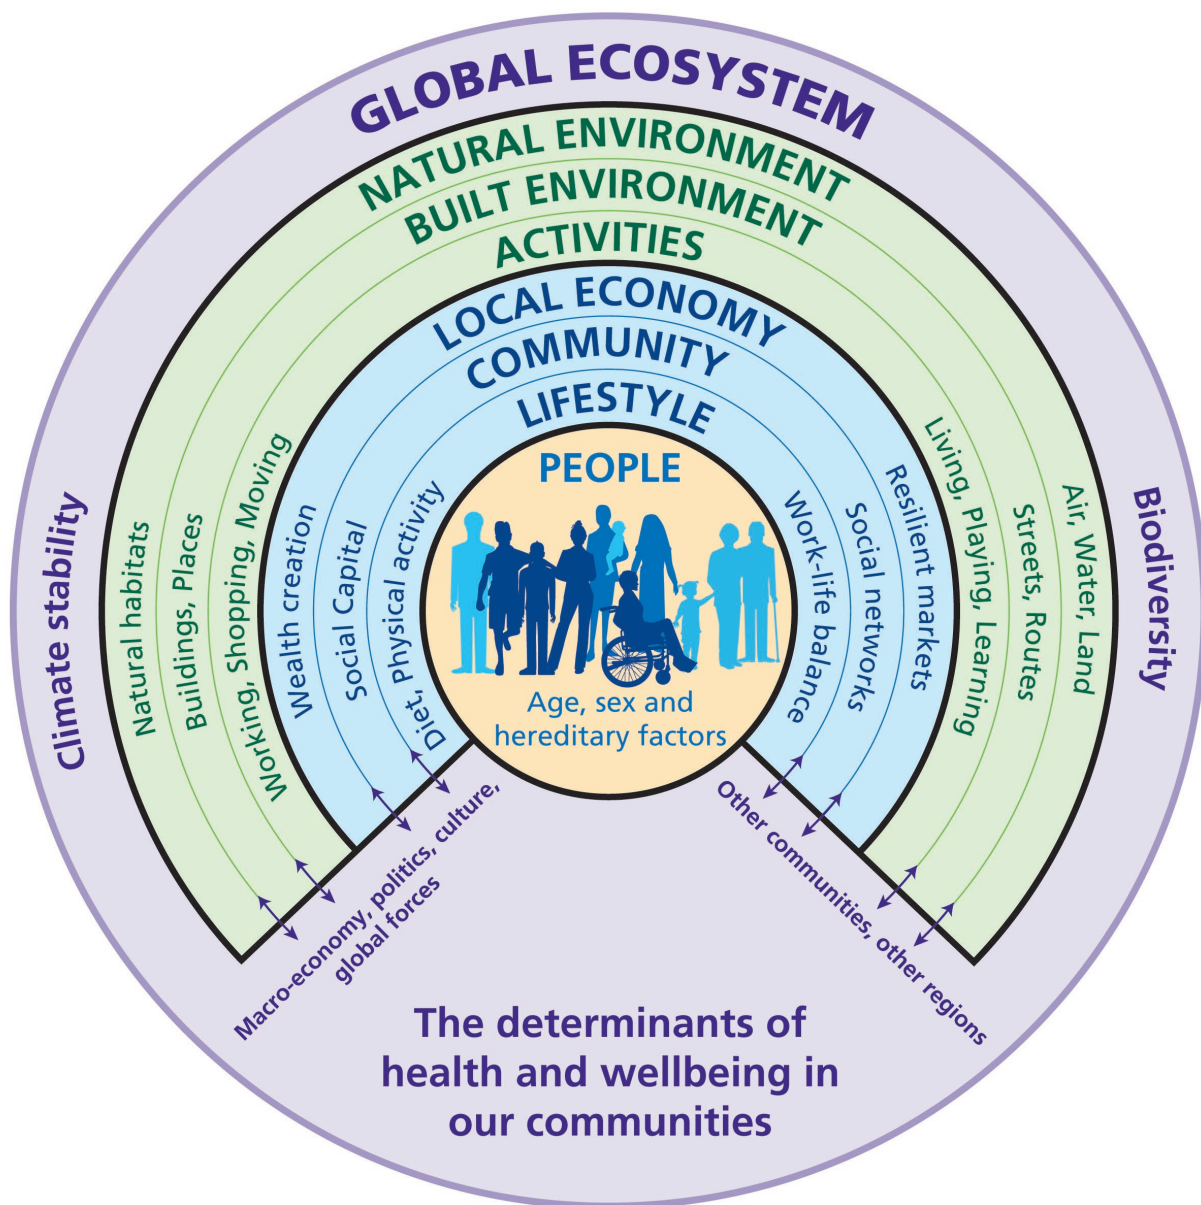 GLOBAL ECOSYSTEM
NATURAL ENVIRONMENT
BUILT ENVIRONMENT
ACTIVITIES
LOCAL ECONOMY
COMMUNITY
LIFESTYLE
PEOPLE
Age, sex and
hereditary factors
Climate stability
Natural habitats
Buildings, Places
Working, Shopping, Moving
Wealth creation
Social Capital
Diet, Physical activity
Work-life balance
Social networks
Resilient markets
Living, Playing, Learning
Streets, Routes
Air, Water, Land
Biodiversity
Macro-economy, politics, culture,
global forces
Other communities, other regions
The determinants of
health and wellbeing in
our communities